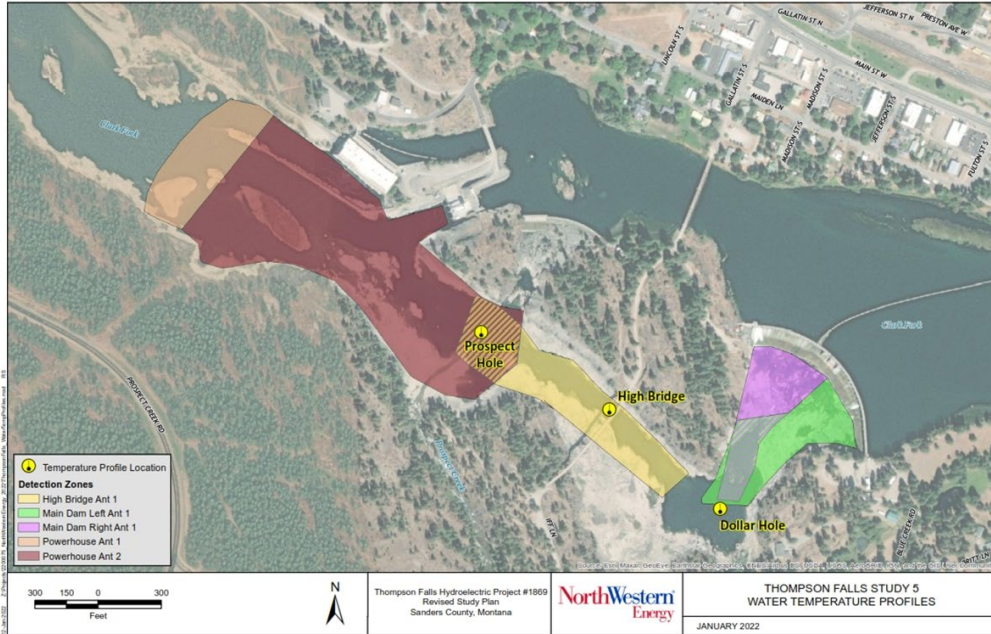 GALLATIN ST N
JEFFERSON ST N
PRESTON AVE W
LINCOLN ST S
MAIN ST W
GALLATIN ST S
MADISON ST S
MAIDEN LN
JEFFERSON ST S
MADISON ST S
FULTON ST S
Clark Fork
Clark Fork
Prospect
Hole
High Bridge
Dollar Hole
PROSPECT CREEK RD
BLUE CREEK RD
Temperature Profile Location
Detection Zones
High Bridge Ant 1
Main Dam Left Ant 1
Main Dam Right Ant 1
Powerhouse Ant 1
Powerhouse Ant 2
300 150 0 300
Feet
N
Thompson Falls Hydroelectric Project #1869
Revised Study Plan
Sanders County, Montana
NorthWestern
Energy
THOMPSON FALLS STUDY 5
WATER TEMPERATURE PROFILES
JANUARY 2022